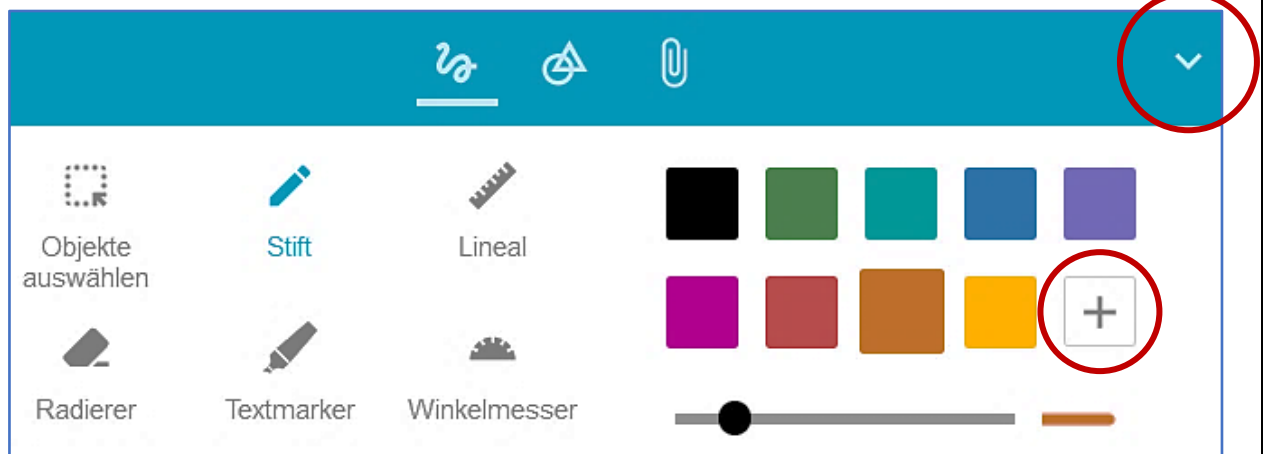 Objekte
auswählen
Stift
Lineal
Radierer
Textmarker
Winkelmesser